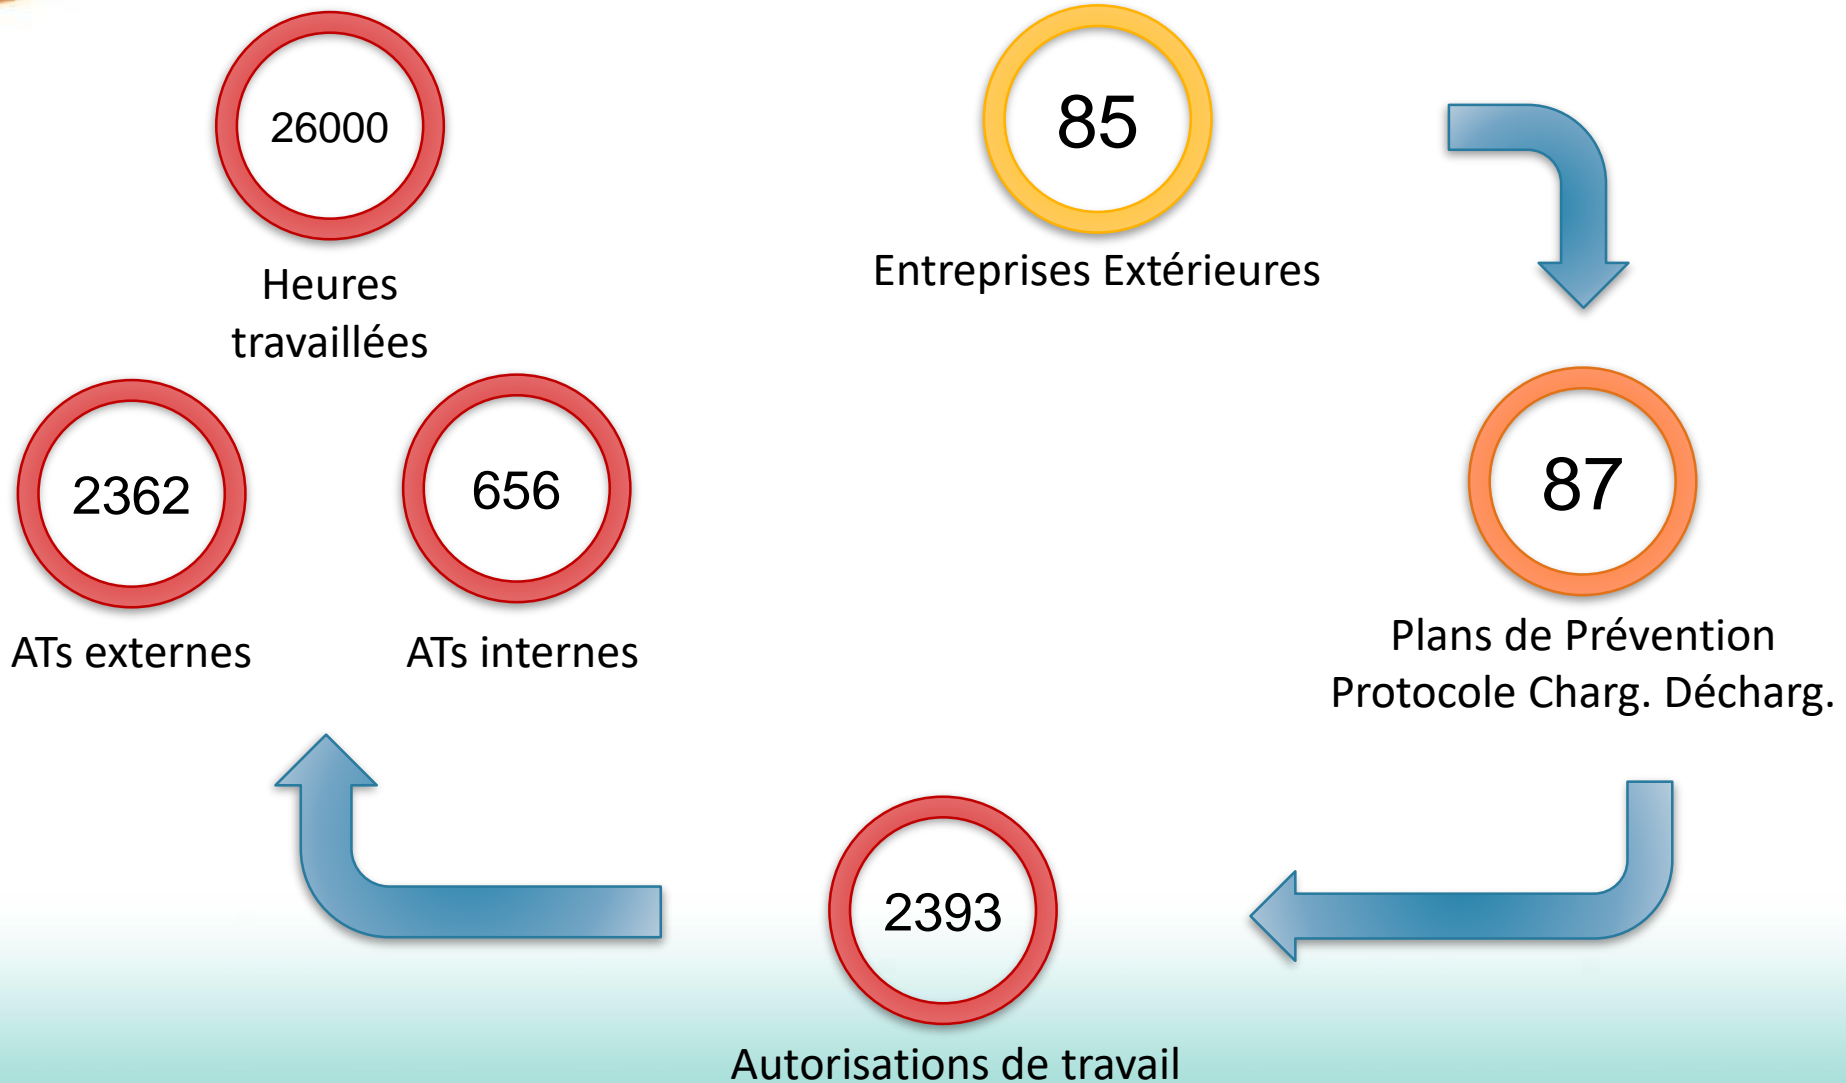 26000
Heures
travaillées
85
Entreprises Extérieures
2362
ATs externes
656
ATs internes
87
Plans de Prévention
Protocole Charg. Décharg.
2393
Autorisations de travail